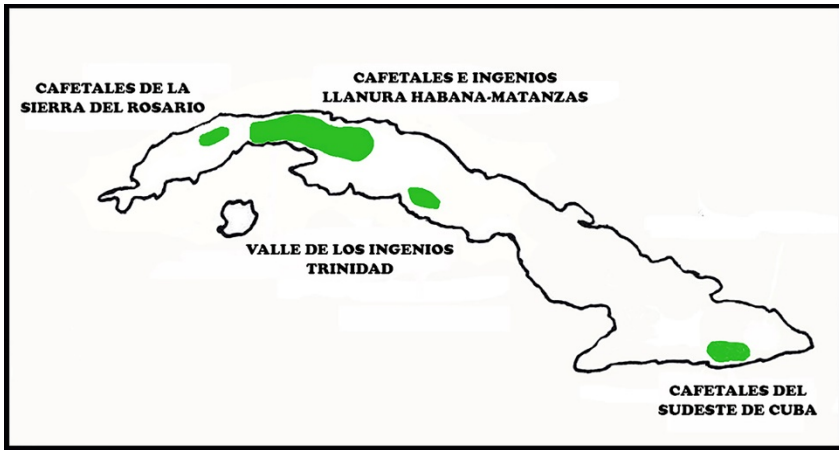 CAFETALES DE LA
SIERRA DEL ROSARIO
CAFETALES E INGENIOS
LLANURA HABANA-MATANZAS
VALLE DE LOS INGENIOS
TRINIDAD
CAFETALES DEL
SUDESTE DE CUBA